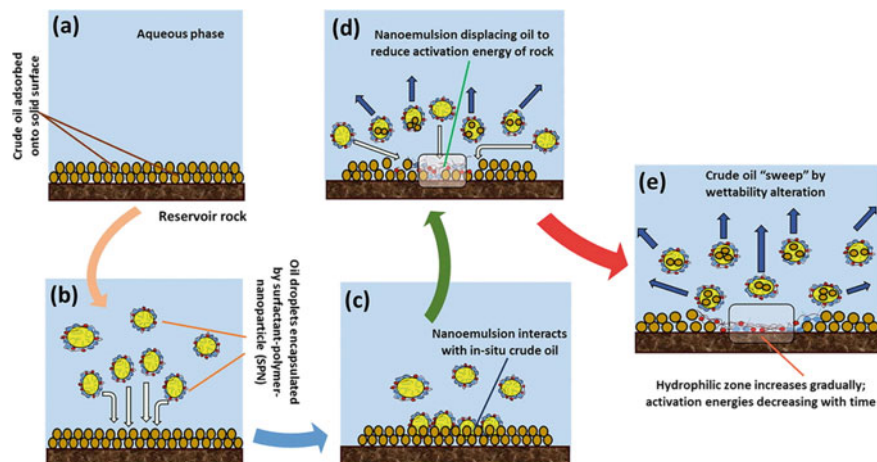 (a)
Aqueous phase
Crude oil adsorbed
onto solid surface
Reservoir rock
(b)
Oil droplets encapsulated
by surfactant-polymer-
nanoparticle (SPN)
(c)
Nanoemulsion interacts
with in-situ crude oil
(d)
Nanoemulsion displacing oil to
reduce activation energy of rock
(e)
Crude oil “sweep” by
wettability alteration
Hydrophilic zone increases gradually;
activation energies decreasing with time